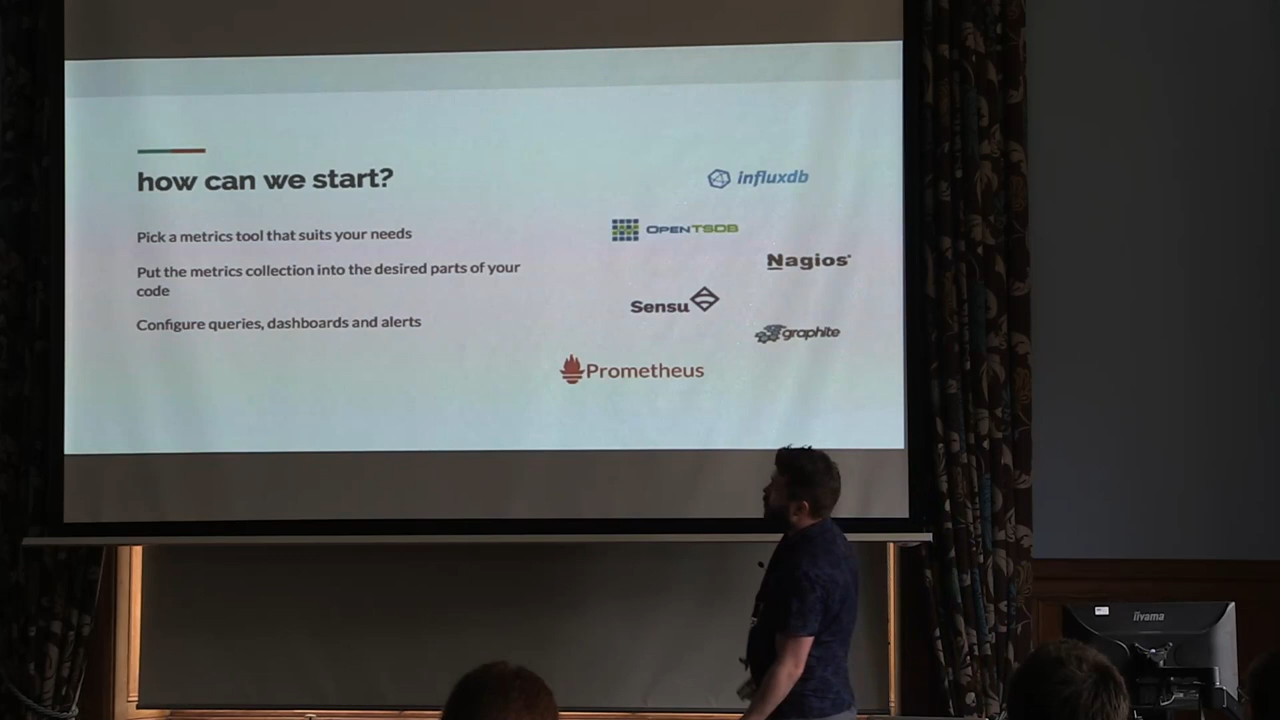 how can we start?
Pick a metrics tool that suits your needs
Put the metrics collection into the desired parts of your
code
Configure queries, dashboards and alerts
influxdb
OPENTSDB
Nagios®
Sensu
graphite
Prometheus
iiyama